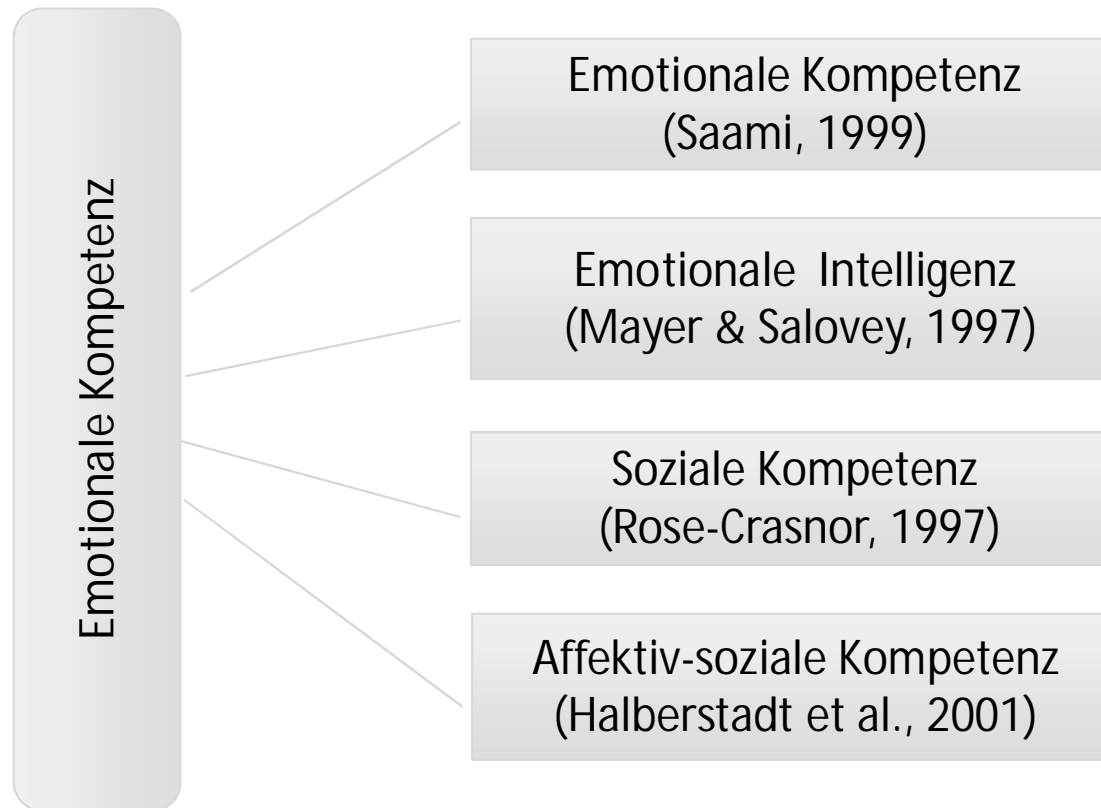 Emotionale Kompetenz
Emotionale Kompetenz
(Saami, 1999)
Emotionale Intelligenz
(Mayer & Salovey, 1997)
Soziale Kompetenz
(Rose-Crasnor, 1997)
Affektiv-soziale Kompetenz
(Halberstadt et al., 2001)